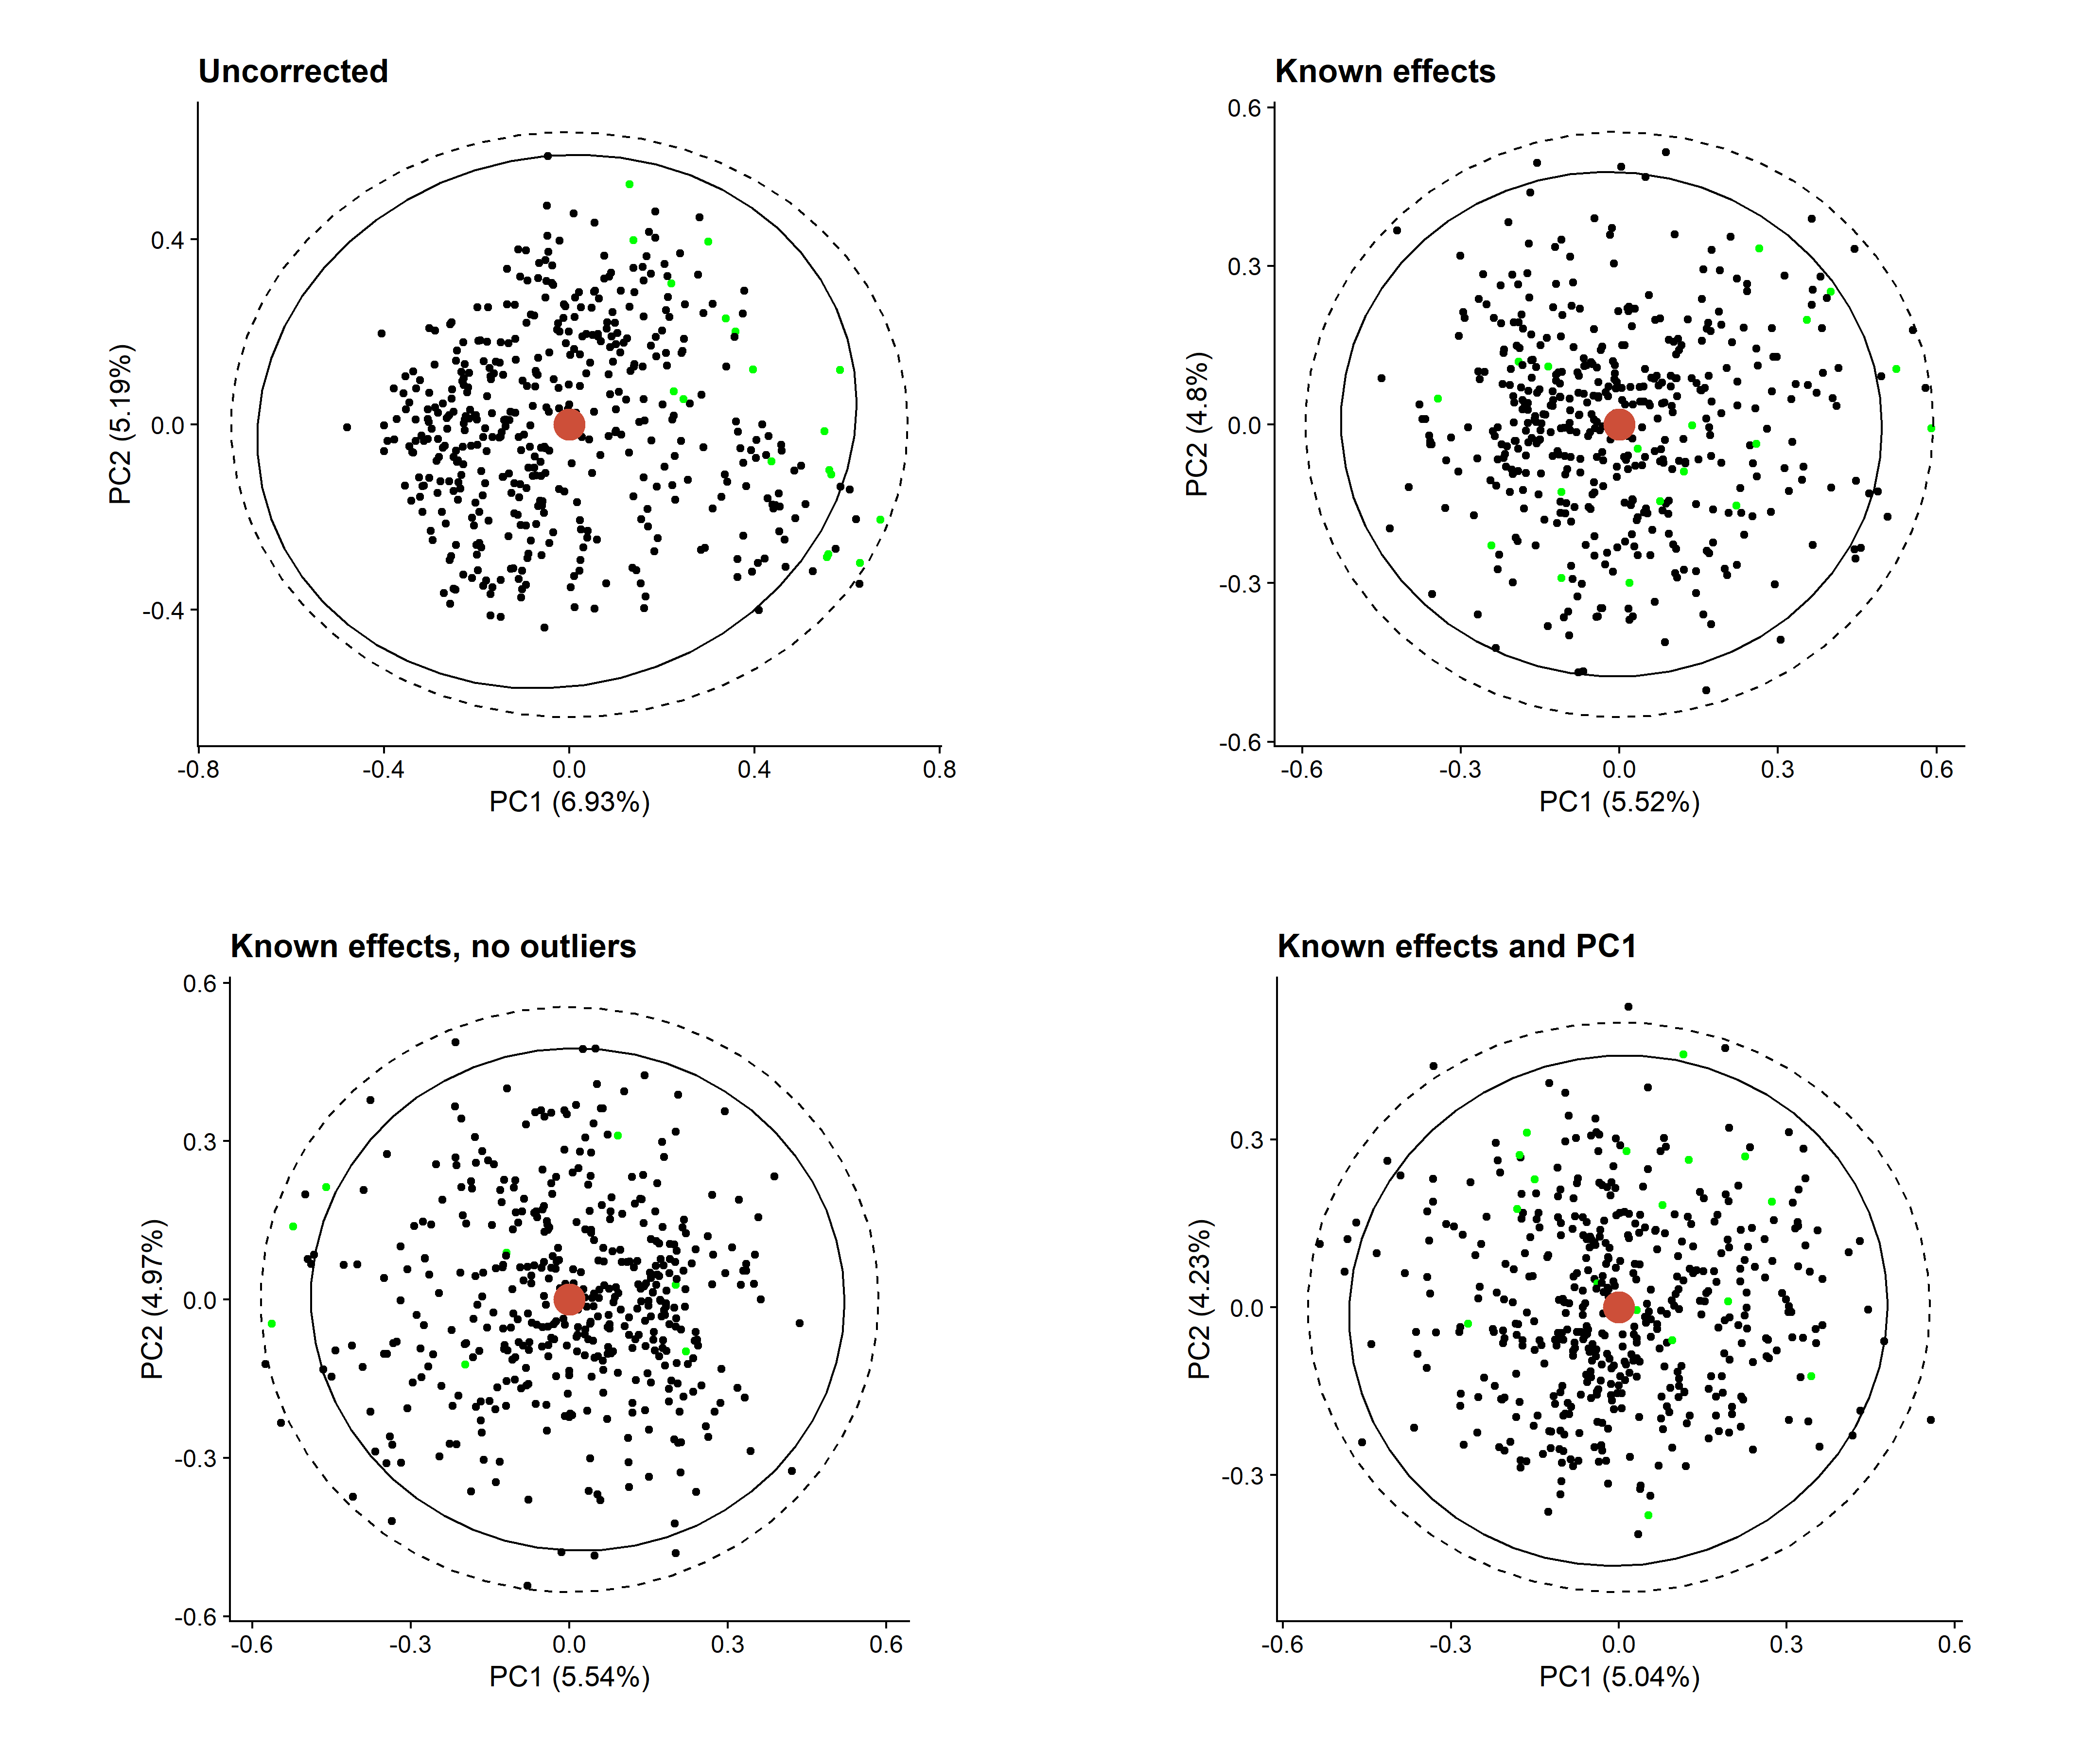 Uncorrected
0.4
0.0
-0.4
PC2 (5.19%)
-0.8 -0.4 0.0 0.4 0.8
PC1 (6.93%)
Known effects
0.6
0.3
0.0
-0.3
-0.6
PC2 (4.8%)
-0.6 -0.3 0.0 0.3 0.6
PC1 (5.52%)
Known effects, no outliers
0.6
0.3
0.0
-0.3
-0.6
PC2 (4.97%)
-0.6 -0.3 0.0 0.3 0.6
PC1 (5.54%)
Known effects and PC1
0.3
0.0
-0.3
PC2 (4.23%)
-0.6 -0.3 0.0 0.3 0.6
PC1 (5.04%)